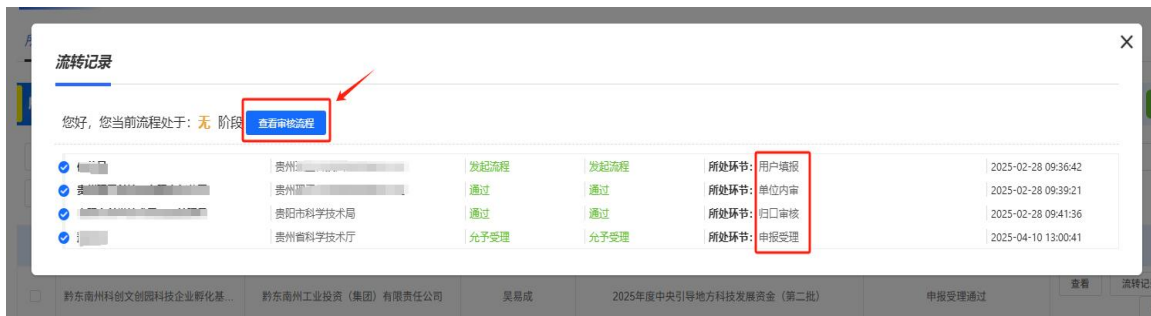 流转记录
您好，您当前流程处于：无 阶段 查看审核流程
贵州 发起流程 发起流程 所处环节：用户填报 2025-02-28 09:36:42
贵州 通过 通过 所处环节：单位内审 2025-02-28 09:39:21
贵阳市科学技术局 通过 通过 所处环节：归口审核 2025-02-28 09:41:36
贵州省科学技术厅 允予受理 允予受理 所处环节：申报受理 2025-04-10 13:00:41
黔东南州科创文创园科技企业孵化基... 黔东南州工业投资（集团）有限责任公司 吴易成 2025年度中央引导地方科技发展资金（第二批） 申报受理通过 查看 流转记